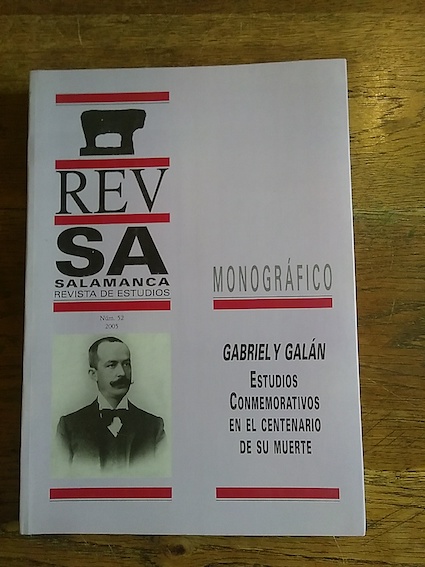 REV
SA
SALAMANCA
REVISTA DE ESTUDIOS
Núm. 52
2005
MONOGRÁFICO
GABRIEL Y GALÁN
ESTUDIOS
CONMEMORATIVOS
EN EL CENTENARIO
DE SU MUERTE